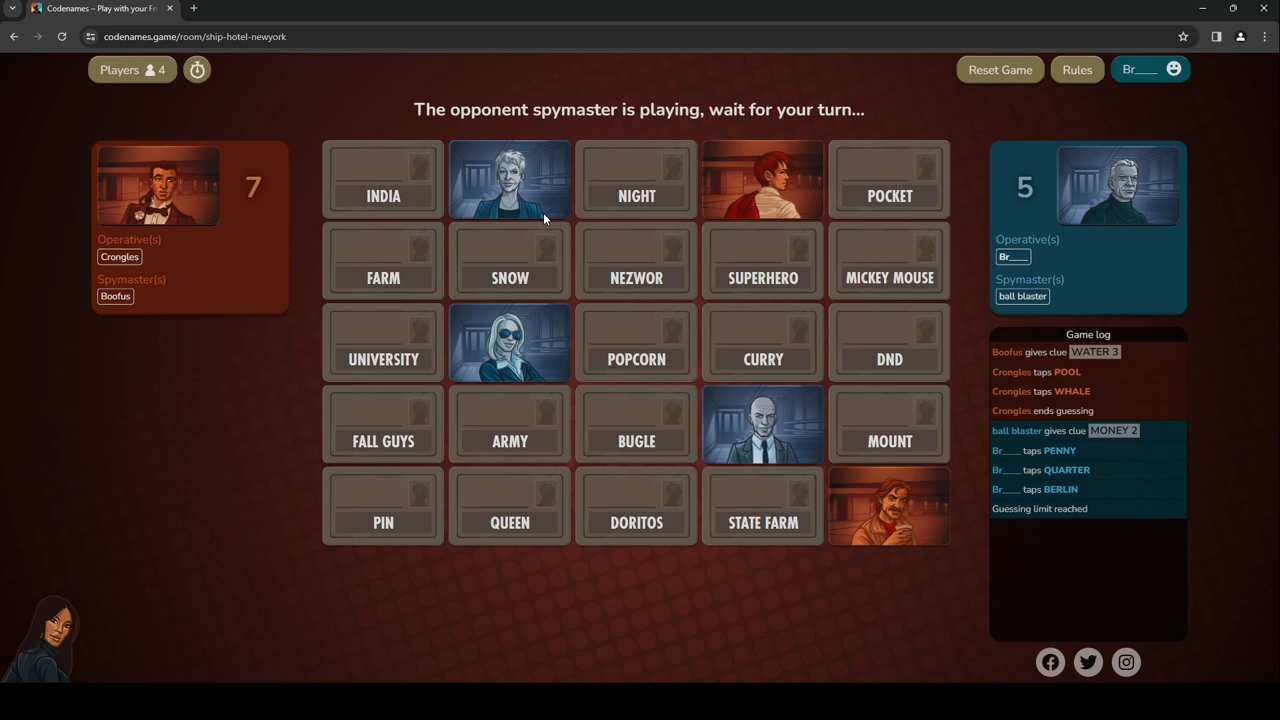 Codenames – Play with your Fri
codenames.game/room/ship-hotel-newyork
Players 4
Reset Game
Rules
Br____
The opponent spymaster is playing, wait for your turn...
7
Operative(s)
Crongles
Spymaster(s)
Boofus
INDIA
NIGHT
POCKET
FARM
SNOW
NEZWOR
SUPERHERO
MICKEY MOUSE
UNIVERSITY
POPCORN
CURRY
DND
FALL GUYS
ARMY
BUGLE
MOUNT
PIN
QUEEN
DORITOS
STATE FARM
5
Operative(s)
Br____
Spymaster(s)
ball blaster
Game log
Boofus gives clue WATER 3
Crongles taps POOL
Crongles taps WHALE
Crongles ends guessing
ball blaster gives clue MONEY 2
Br____ taps PENNY
Br____ taps QUARTER
Br____ taps BERLIN
Guessing limit reached